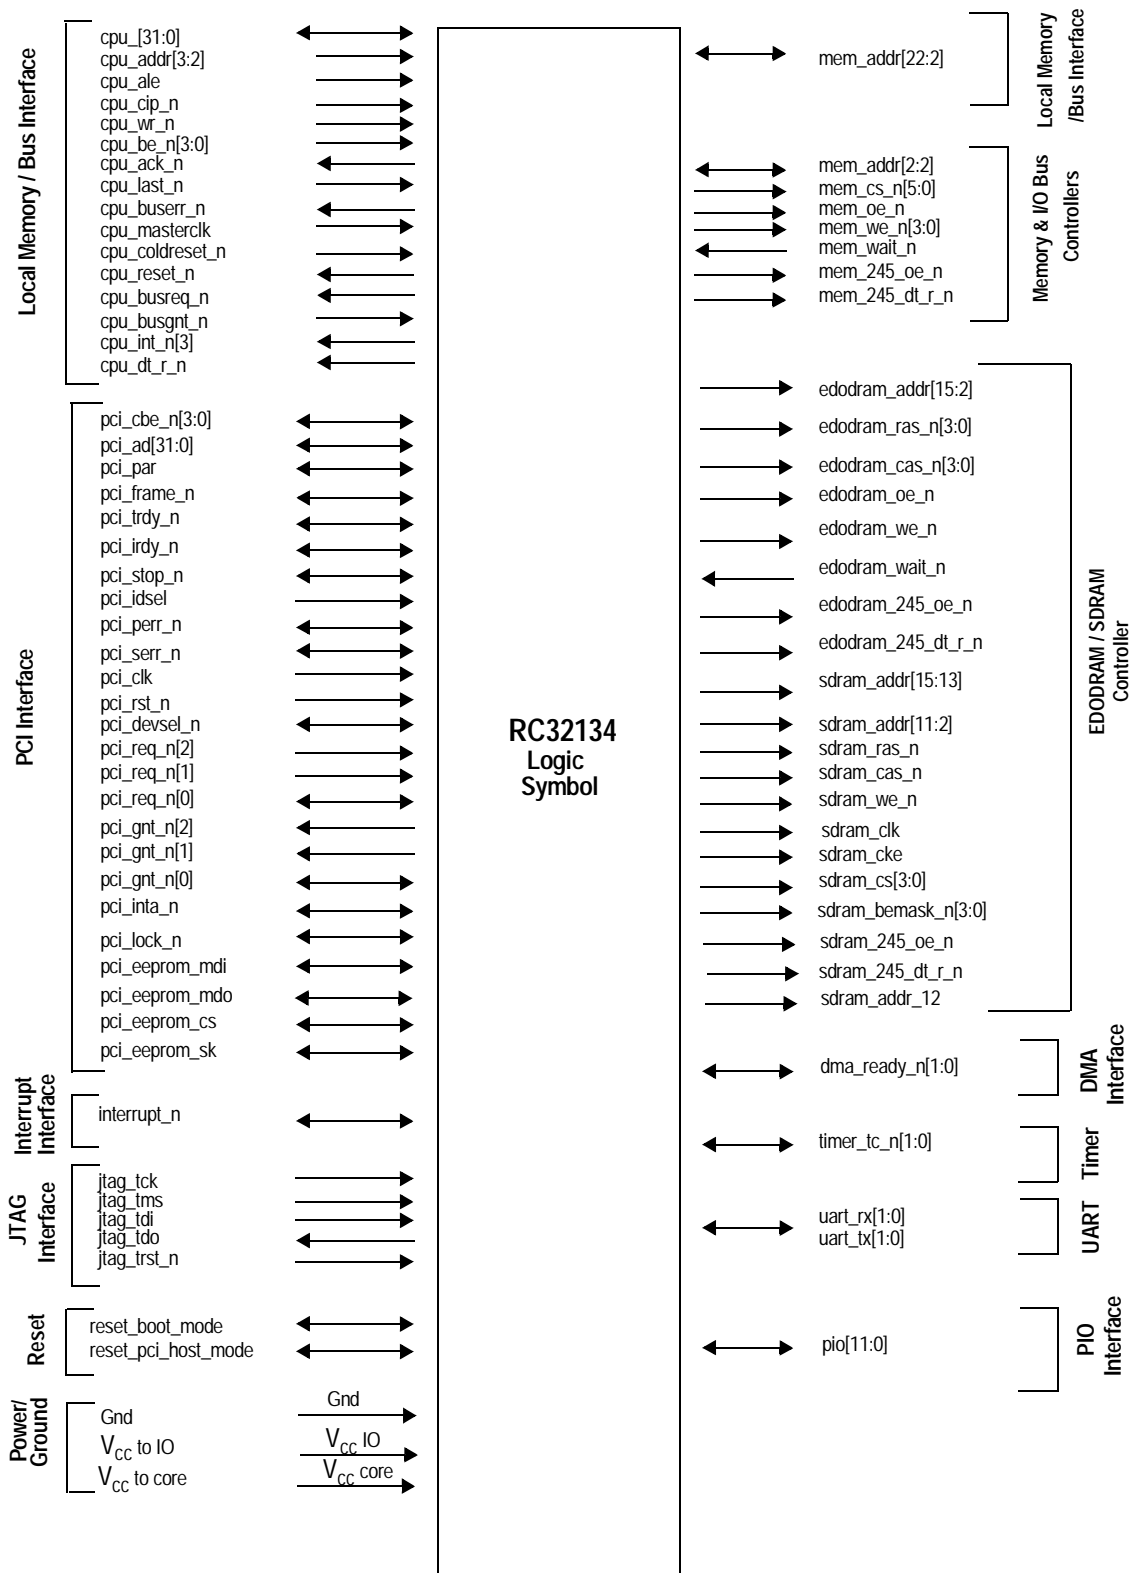 Local Memory / Bus Interface
cpu_[31:0]
cpu_addr[3:2]
cpu_ale
cpu_cip_n
cpu_wr_n
cpu_be_n[3:0]
cpu_ack_n
cpu_last_n
cpu_buserr_n
cpu_masterclk
cpu_coldreset_n
cpu_reset_n
cpu_busreq_n
cpu_busgnt_n
cpu_int_n[3]
cpu_dt_r_n
PCI Interface
pci_cbe_n[3:0]
pci_ad[31:0]
pci_par
pci_frame_n
pci_trdy_n
pci_irdy_n
pci_stop_n
pci_idsel
pci_perr_n
pci_serr_n
pci_clk
pci_rst_n
pci_devsel_n
pci_req_n[2]
pci_req_n[1]
pci_req_n[0]
pci_gnt_n[2]
pci_gnt_n[1]
pci_gnt_n[0]
pci_inta_n
pci_lock_n
pci_eeprom_mdi
pci_eeprom_mdo
pci_eeprom_cs
pci_eeprom_sk
Interrupt
Interface
interrupt_n
JTAG
Interface
jtag_tck
jtag_tms
jtag_tdi
jtag_tdo
jtag_trst_n
Reset
reset_boot_mode
reset_pci_host_mode
Power/
Ground
Gnd
VCC to IO
VCC to core
Gnd
VCC IO
VCC core
RC32134
Logic
Symbol
mem_addr[22:2]
Local Memory
/Bus Interface
mem_addr[2:2]
mem_cs_n[5:0]
mem_oe_n
mem_we_n[3:0]
mem_wait_n
mem_245_oe_n
mem_245_dt_r_n
Memory & I/O Bus
Controllers
edodram_addr[15:2]
edodram_ras_n[3:0]
edodram_cas_n[3:0]
edodram_oe_n
edodram_we_n
edodram_wait_n
edodram_245_oe_n
edodram_245_dt_r_n
sdram_addr[15:13]
sdram_addr[11:2]
sdram_ras_n
sdram_cas_n
sdram_we_n
sdram_clk
sdram_cke
sdram_cs[3:0]
sdram_bemask_n[3:0]
sdram_245_oe_n
sdram_245_dt_r_n
sdram_addr_12
EDODRAM / SDRAM
Controller
dma_ready_n[1:0]
DMA
Interface
timer_tc_n[1:0]
Timer
uart_rx[1:0]
uart_tx[1:0]
UART
pio[11:0]
PIO
Interface